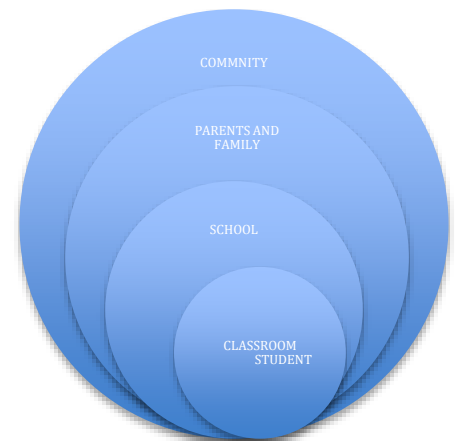 COMMNITY
PARENTS AND
FAMILY
SCHOOL
CLASSROOM
STUDENT